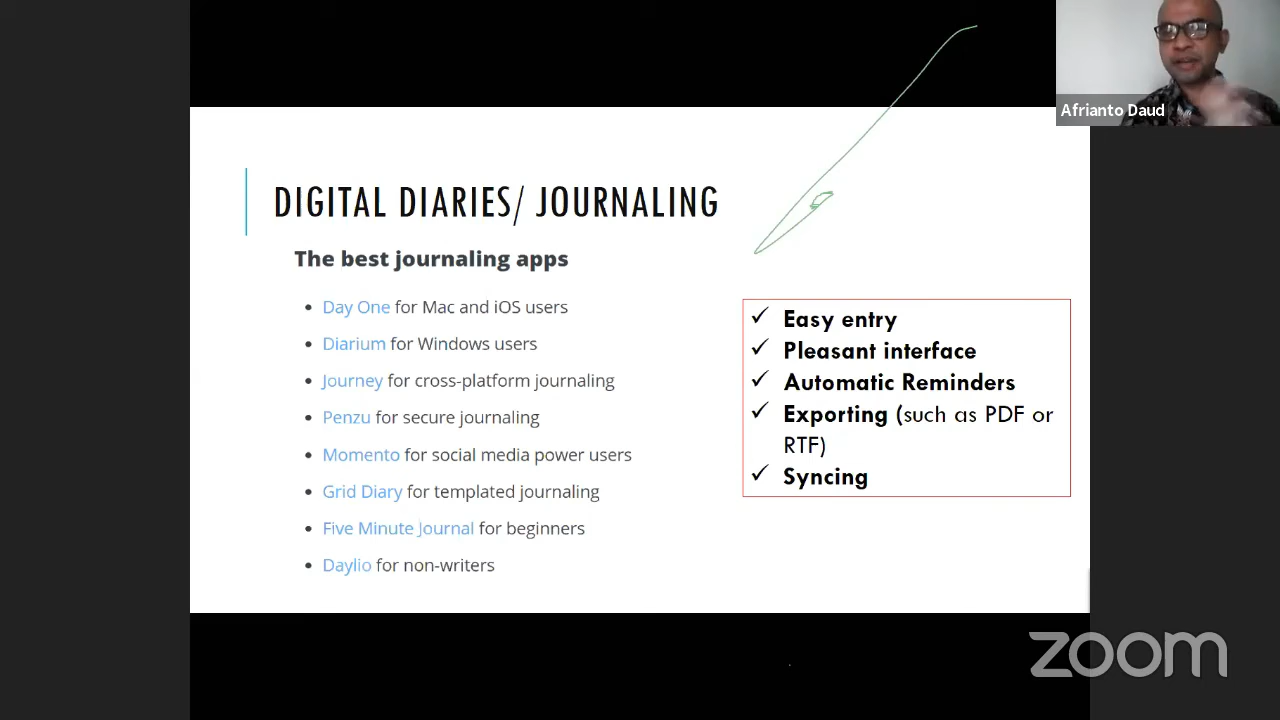 Afrianto Daud
DIGITAL DIARIES/ JOURNALING
The best journaling apps
• Day One for Mac and iOS users
• Diarium for Windows users
• Journey for cross-platform journaling
• Penzu for secure journaling
• Momento for social media power users
• Grid Diary for templated journaling
• Five Minute Journal for beginners
• Daylio for non-writers
✓ Easy entry
✓ Pleasant interface
✓ Automatic Reminders
✓ Exporting (such as PDF or
RTF)
✓ Syncing
zoom